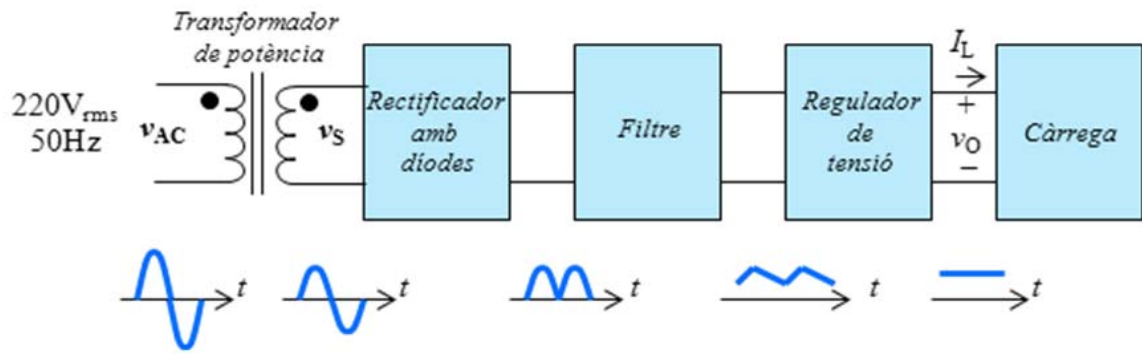 Transformador
de potència
220Vrms
50Hz
vAC
vS
Rectificador
amb
díodes
Filtre
Regulador
de
tensió
IL
+
vO
−
Càrrega
t
t
t
t
t